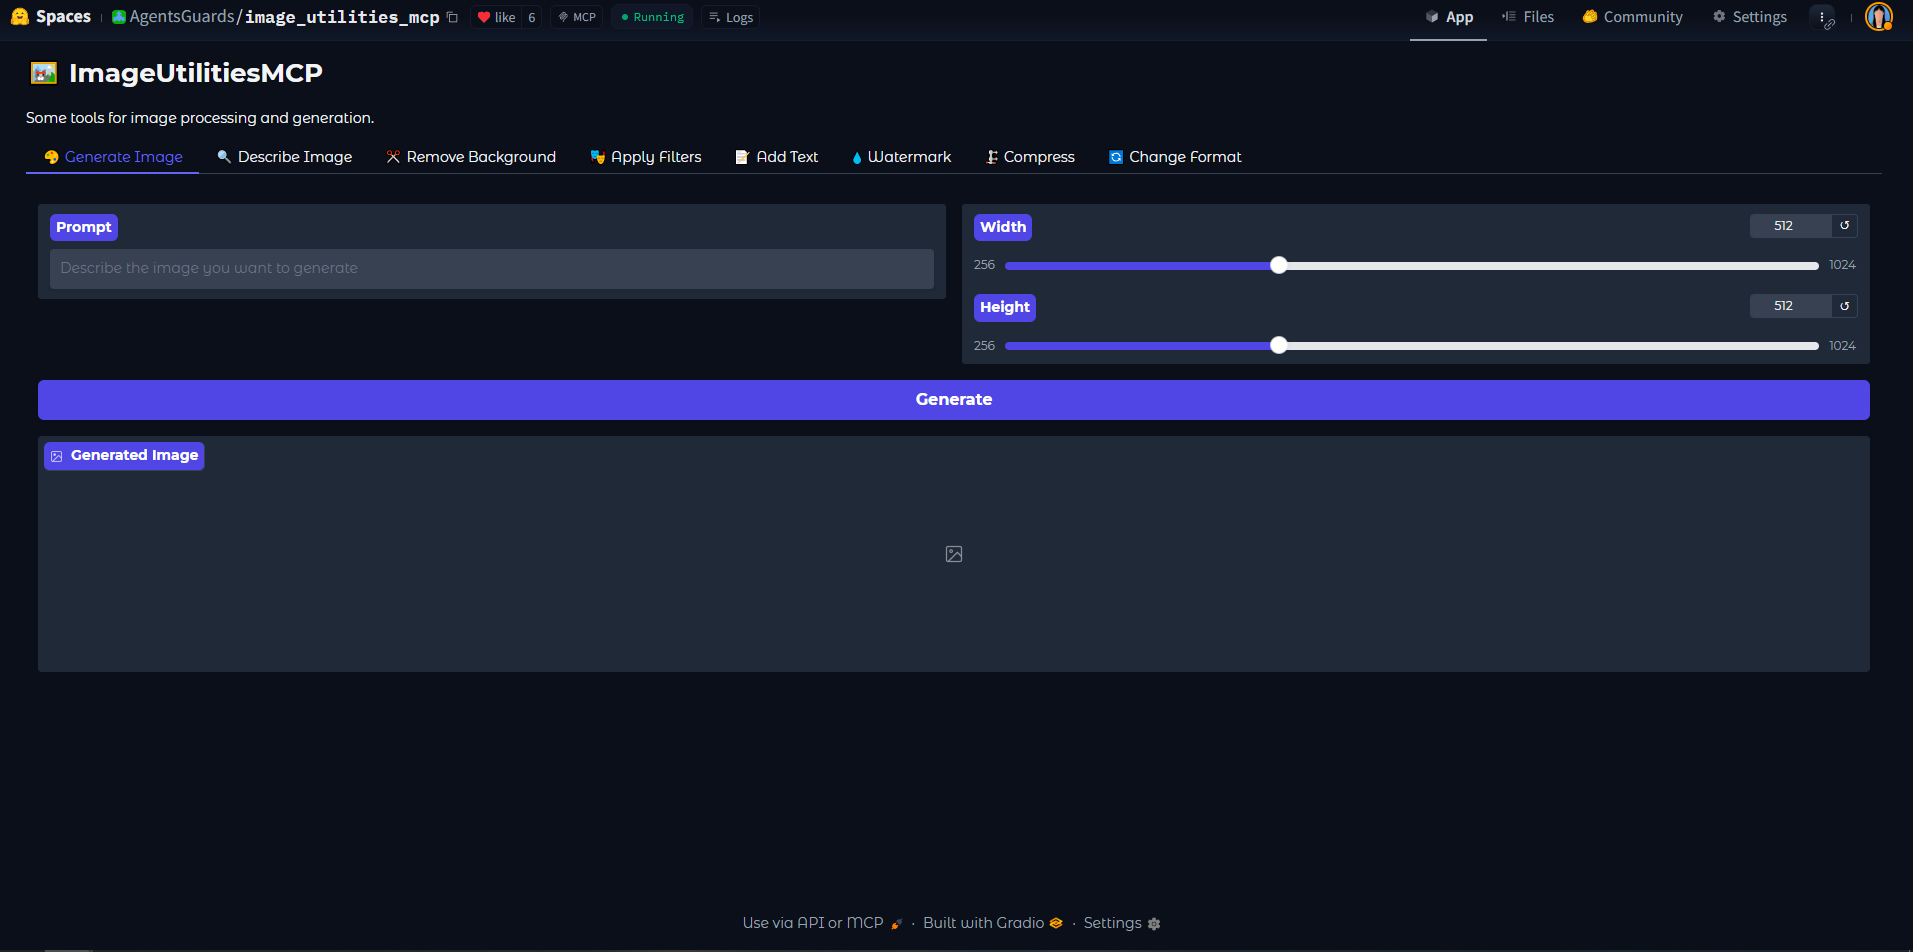 Spaces AgentsGuards/image_utilities_mcp like 6 MCP Running Logs App Files Community Settings
ImageUtilitiesMCP
Some tools for image processing and generation.
Generate Image Describe Image Remove Background Apply Filters Add Text Watermark Compress Change Format
Prompt
Describe the image you want to generate
Width 512
256 1024
Height 512
256 1024
Generate
Generated Image
Use via API or MCP · Built with Gradio · Settings